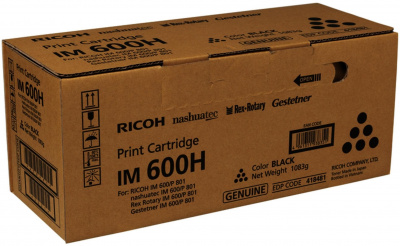 RICOH nashuatec Rex-Rotary Gestetner
Print Cartridge
IM 600H
For: RICOH IM 600/P 801
nashuatec IM 600/P 801
Rex Rotary IM 600/P 801
Gestetner IM 600/P 801
Color BLACK
Net Weight 1083g
GENUINE EDP CODE 418481
RICOH COMPANY, LTD.
RICOH
Print Cartridge
IM 600H